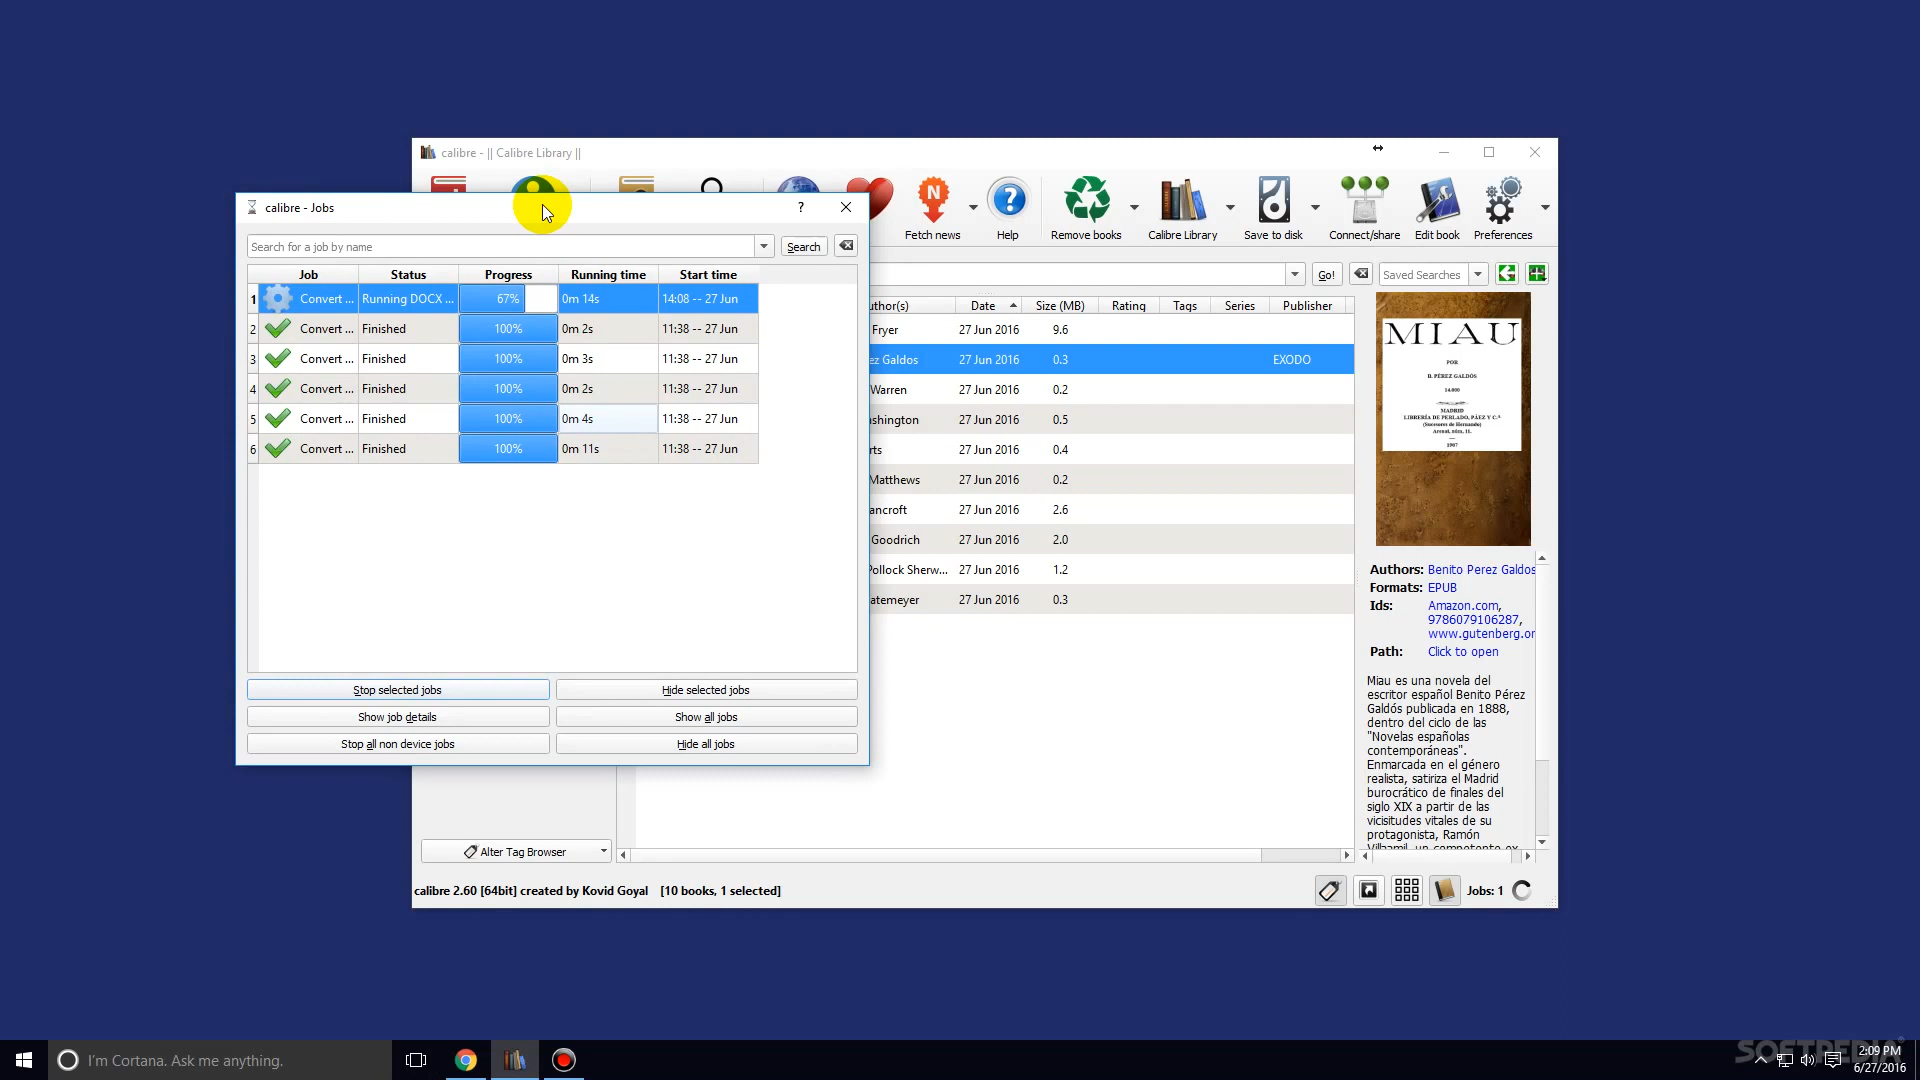 calibre - || Calibre Library ||
Fetch news
Help
Remove books
Calibre Library
Save to disk
Connect/share
Edit book
Preferences
calibre - Jobs
?
Search for a job by name
Search
Job Status Progress Running time Start time
1 Convert ... Running DOCX ... 67% 0m 14s 14:08 -- 27 Jun
2 Convert ... Finished 100% 0m 2s 11:38 -- 27 Jun
3 Convert ... Finished 100% 0m 3s 11:38 -- 27 Jun
4 Convert ... Finished 100% 0m 2s 11:38 -- 27 Jun
5 Convert ... Finished 100% 0m 4s 11:38 -- 27 Jun
6 Convert ... Finished 100% 0m 11s 11:38 -- 27 Jun
Stop selected jobs
Hide selected jobs
Show job details
Show all jobs
Stop all non device jobs
Hide all jobs
Go!
Saved Searches
uthor(s) Date Size (MB) Rating Tags Series Publisher
Fryer 27 Jun 2016 9.6
ez Galdos 27 Jun 2016 0.3 EXODO
Warren 27 Jun 2016 0.2
ashington 27 Jun 2016 0.5
rts 27 Jun 2016 0.4
Matthews 27 Jun 2016 0.2
ancroft 27 Jun 2016 2.6
Goodrich 27 Jun 2016 2.0
Pollock Sherw... 27 Jun 2016 1.2
atemeyer 27 Jun 2016 0.3
MIAU
POR
B. PÉREZ GALDÓS
14.000
MADRID
LIBRERÍA DE PERLADO, PÁEZ Y C.ª
(Sucesores de Hernando)
Arenal, núm. 11.
1907
Authors: Benito Perez Galdos
Formats: EPUB
Ids: Amazon.com,
9786079106287,
www.gutenberg.or
Path: Click to open
Miau es una novela del
escritor español Benito Pérez
Galdós publicada en 1888,
dentro del ciclo de las
"Novelas españolas
contemporáneas".
Enmarcada en el género
realista, satiriza el Madrid
burocrático de finales del
siglo XIX a partir de las
vicisitudes vitales de su
protagonista, Ramón
Villaamil, un competente ex
Alter Tag Browser
calibre 2.60 [64bit] created by Kovid Goyal [10 books, 1 selected]
Jobs: 1
I'm Cortana. Ask me anything.
SOFTPEDIA
2:09 PM
6/27/2016